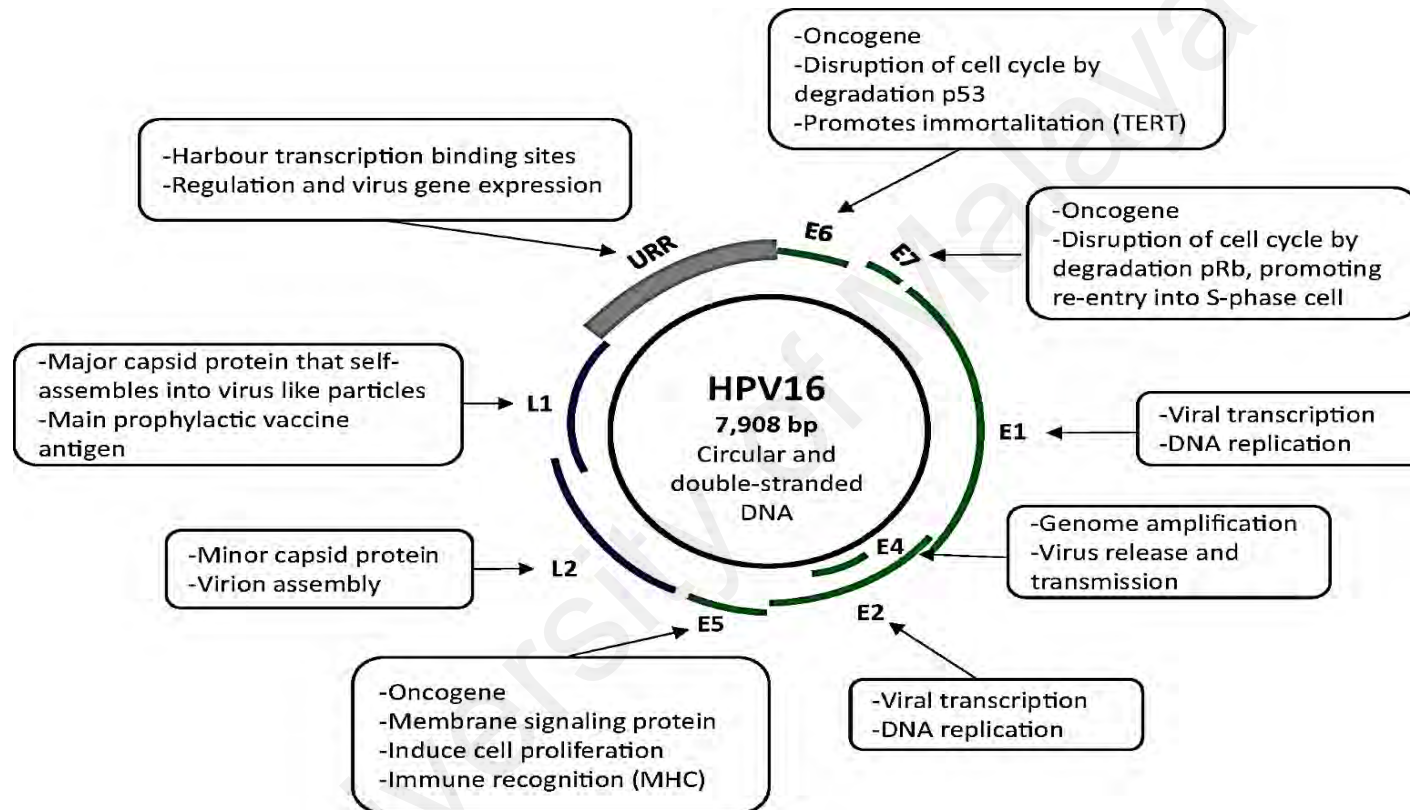 -Oncogene
-Disruption of cell cycle by
degradation p53
-Promotes immortalitation (TERT)
-Harbour transcription binding sites
-Regulation and virus gene expression
-Oncogene
-Disruption of cell cycle by
degradation pRb, promoting
re-entry into S-phase cell
URR
E6
E7
-Major capsid protein that self-
assembles into virus like particles
-Main prophylactic vaccine
antigen
L1
HPV16
7,908 bp
Circular and
double-stranded
DNA
E1
-Viral transcription
-DNA replication
-Minor capsid protein
-Virion assembly
L2
E4
-Genome amplification
-Virus release and
transmission
E5
E2
-Oncogene
-Membrane signaling protein
-Induce cell proliferation
-Immune recognition (MHC)
-Viral transcription
-DNA replication
versity of Malaya